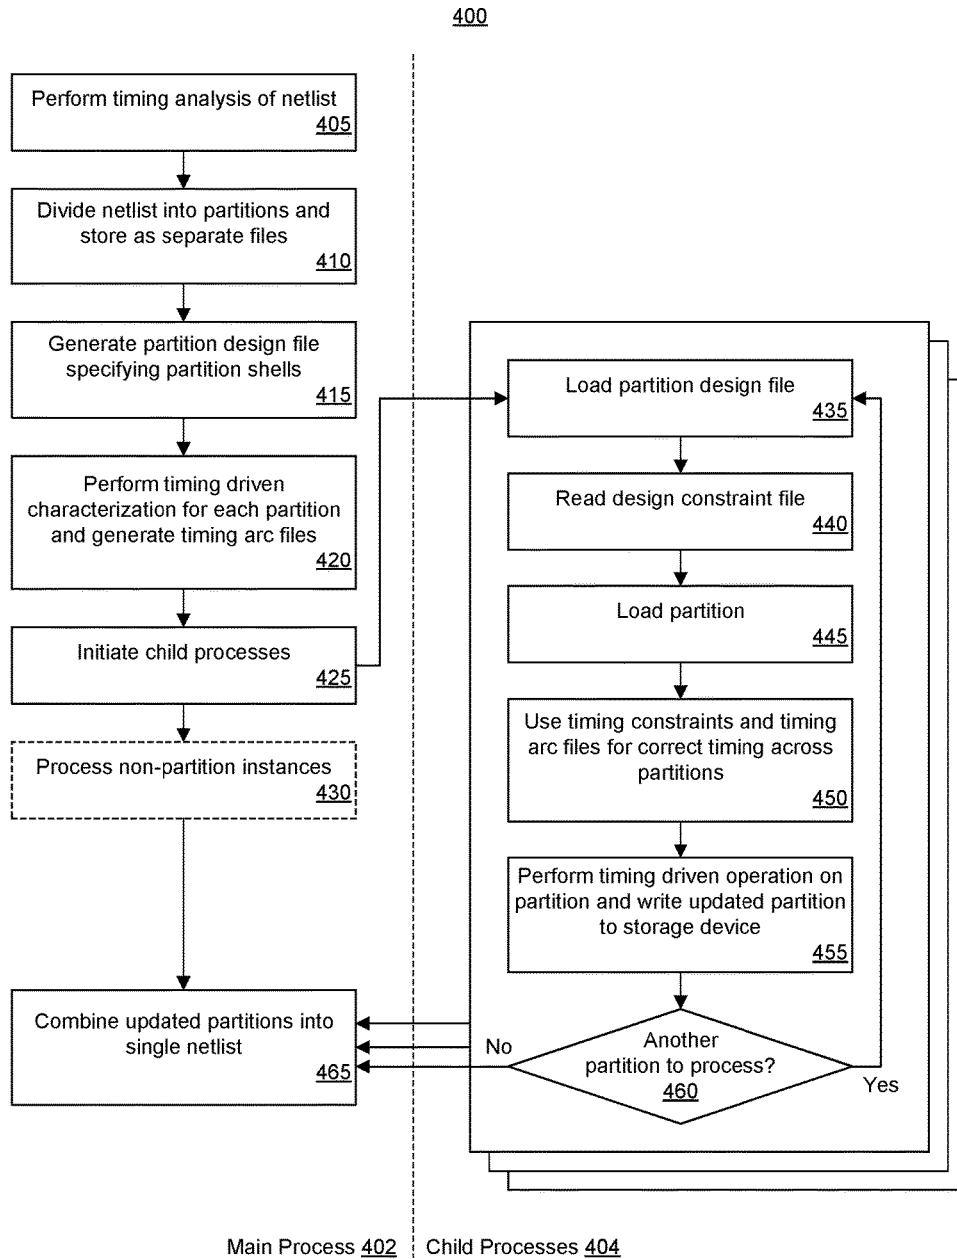 400
Perform timing analysis of netlist
405
Divide netlist into partitions and
store as separate files
410
Generate partition design file
specifying partition shells
415
Perform timing driven
characterization for each partition
and generate timing arc files
420
Initiate child processes
425
Process non-partition instances
430
Combine updated partitions into
single netlist
465
Load partition design file
435
Read design constraint file
440
Load partition
445
Use timing constraints and timing
arc files for correct timing across
partitions
450
Perform timing driven operation on
partition and write updated partition
to storage device
455
Another
partition to process?
460
No
Yes
Main Process 402
Child Processes 404